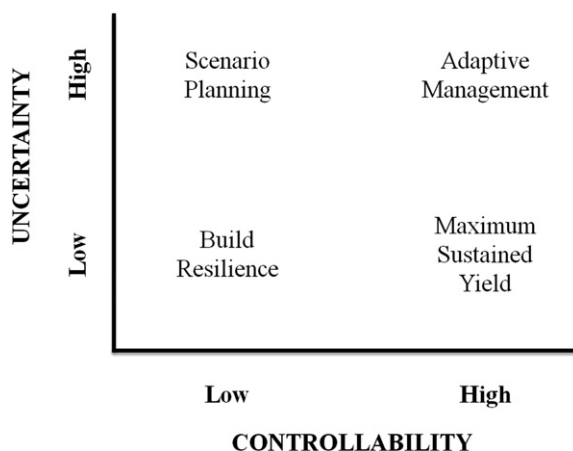 UNCERTAINTY
High
Scenario
Planning
Adaptive
Management
Low
Build
Resilience
Maximum
Sustained
Yield
Low
High
CONTROLLABILITY